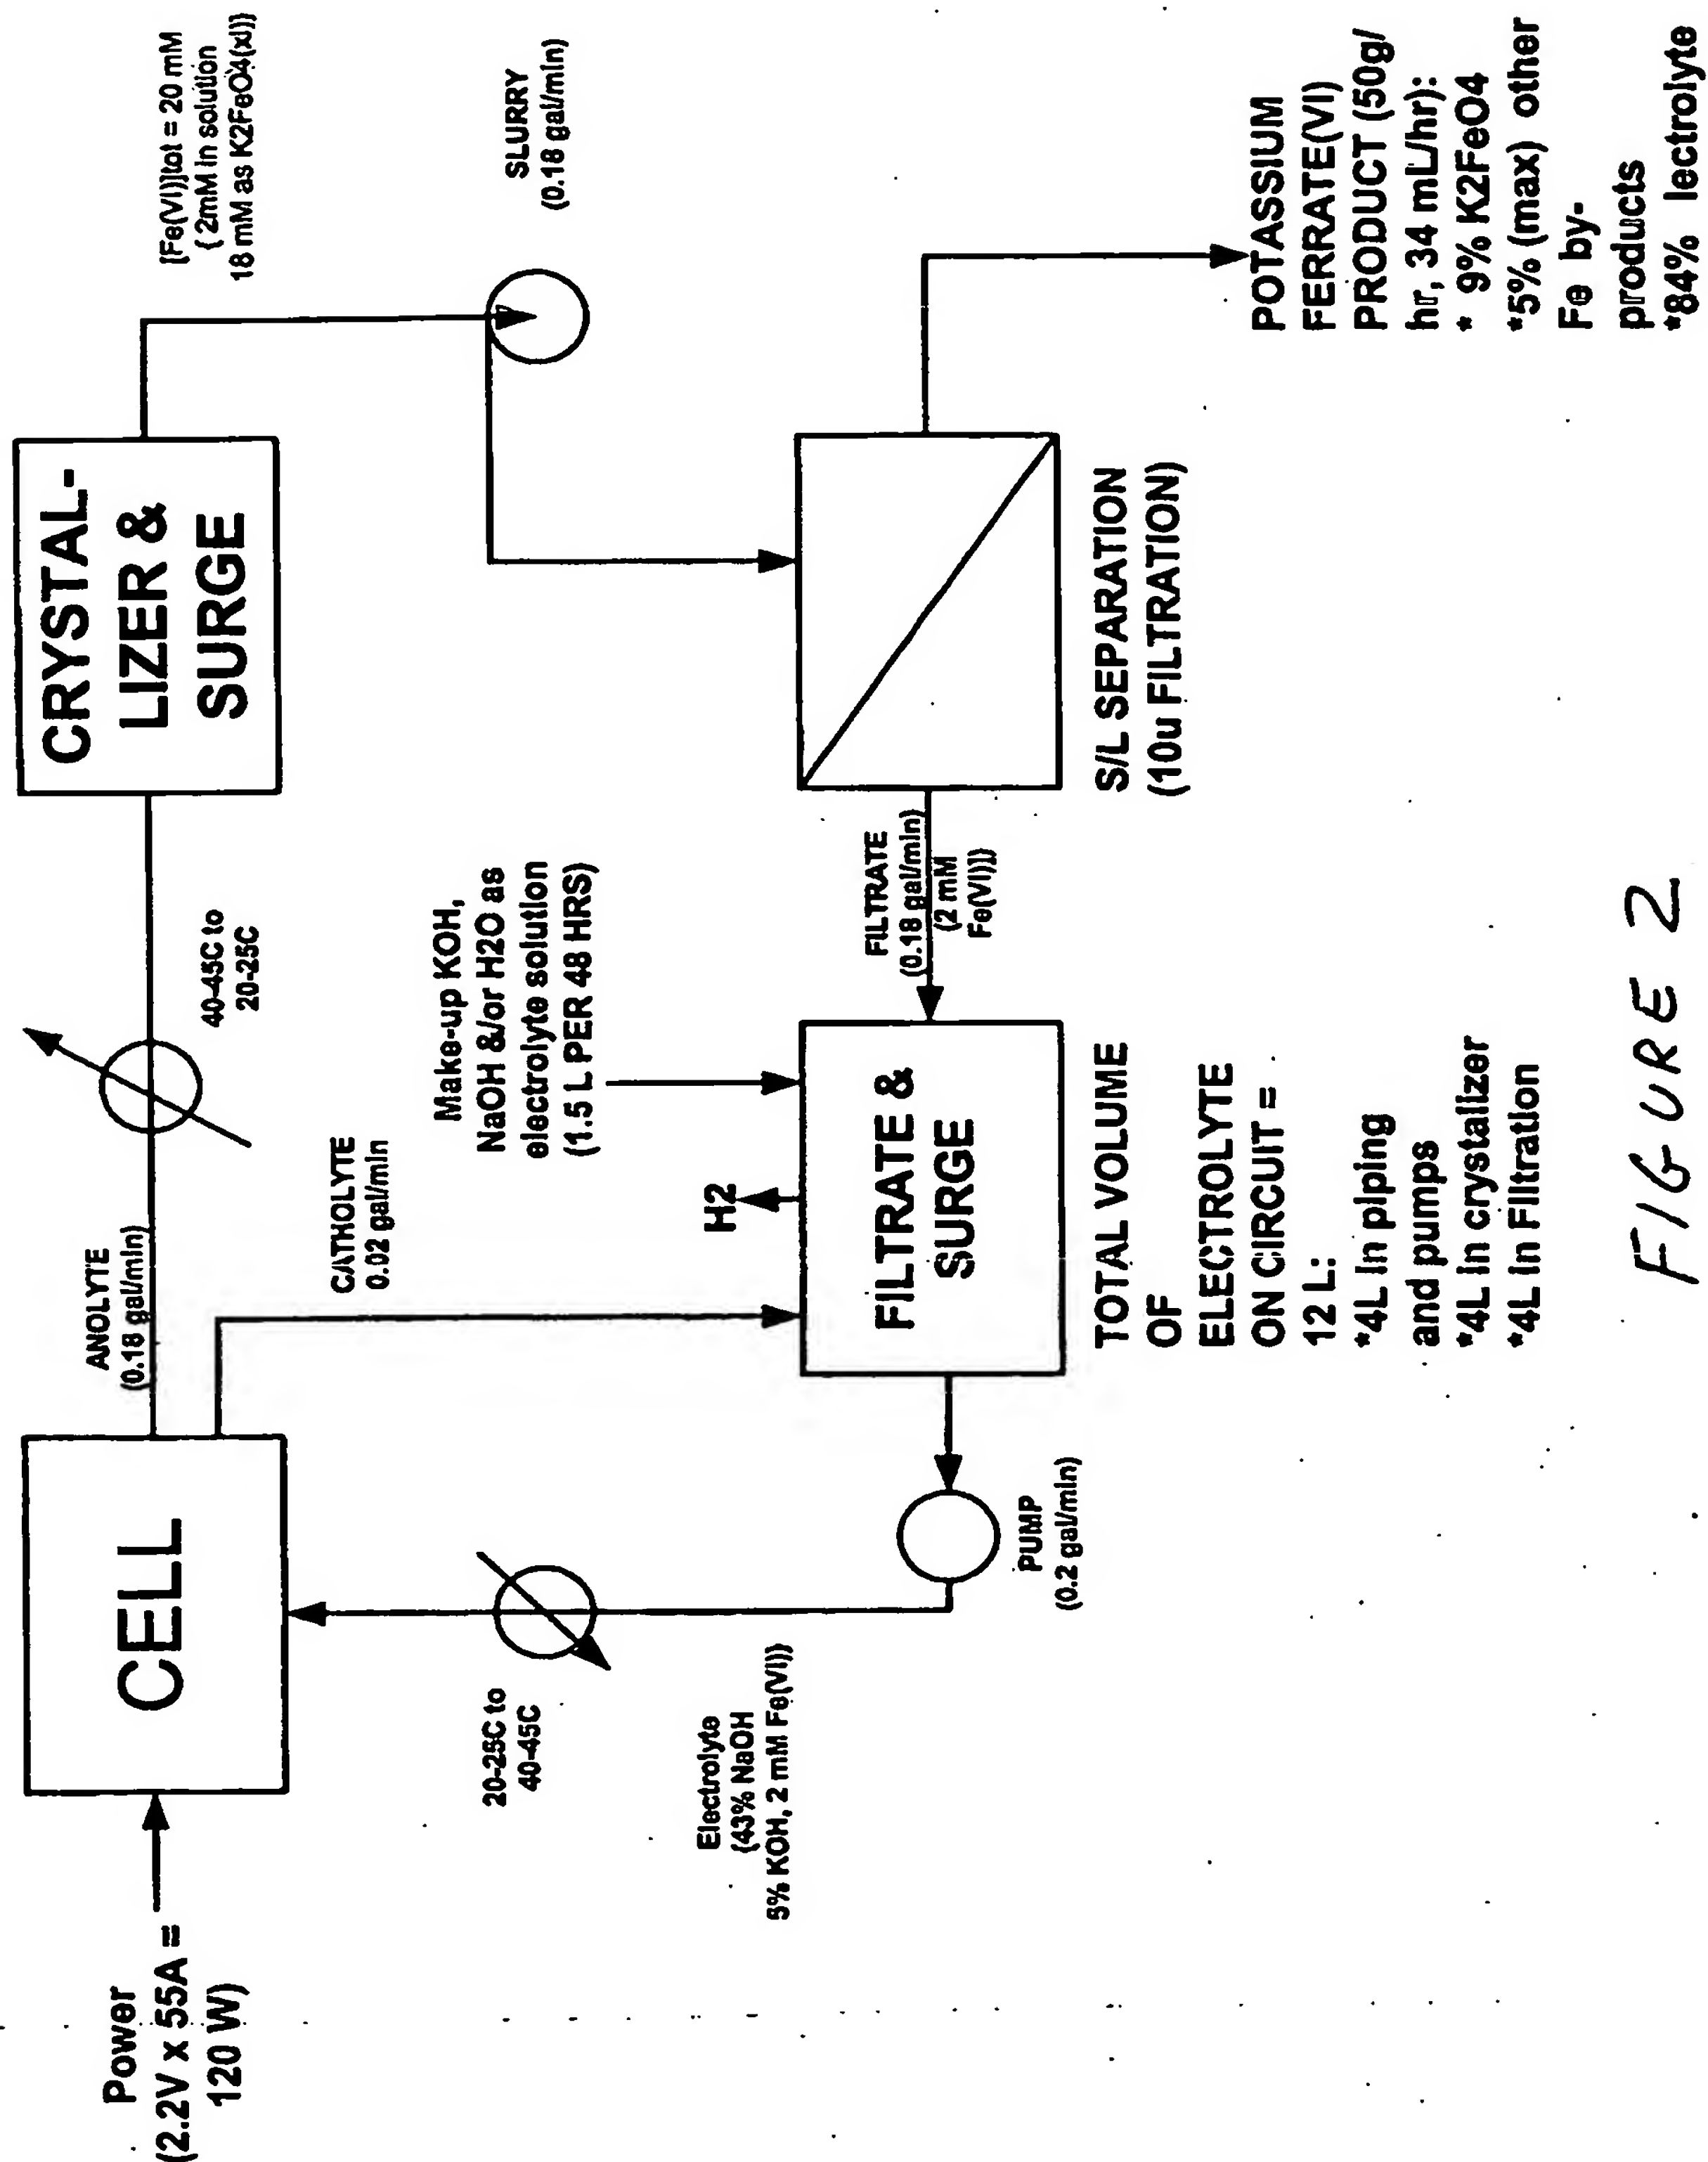 Power
(2.2V x 55A =
120 W)
CELL
ANOLYTE
(0.18 gal/min)
40-45C to
20-25C
CRYSTAL-
LIZER &
SURGE
[Fe(VI)]tot = 20 mM
{ 2mM in solution
18 mM as K2FeO4(xl)}
SLURRY
(0.18 gal/min)
CATHOLYTE
0.02 gal/min
Make-up KOH,
NaOH &/or H2O as
electrolyte solution
(1.5 L PER 48 HRS)
H2
20-25C to
40-45C
Electrolyte
(43% NaOH
5% KOH, 2 mM Fe(VI))
PUMP
(0.2 gal/min)
FILTRATE &
SURGE
FILTRATE
(0.18 gal/min)
(2 mM
Fe(VI)])
S/L SEPARATION
(10u FILTRATION)
TOTAL VOLUME
OF
ELECTROLYTE
ON CIRCUIT =
12 L:
*4L in piping
and pumps
*4L in crystalizer
*4L in Filtration
POTASSIUM
FERRATE(VI)
PRODUCT (50g/
hr, 34 mL/hr):
* 9% K2FeO4
*5% (max) other
Fe by-
products
*84% lectrolyte
FIGURE 2